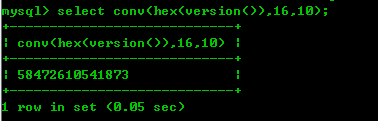 mysql> select conv(hex(version()),16,10);
+----------------------------+
| conv(hex(version()),16,10) |
+----------------------------+
| 58472610541873             |
+----------------------------+
1 row in set (0.05 sec)